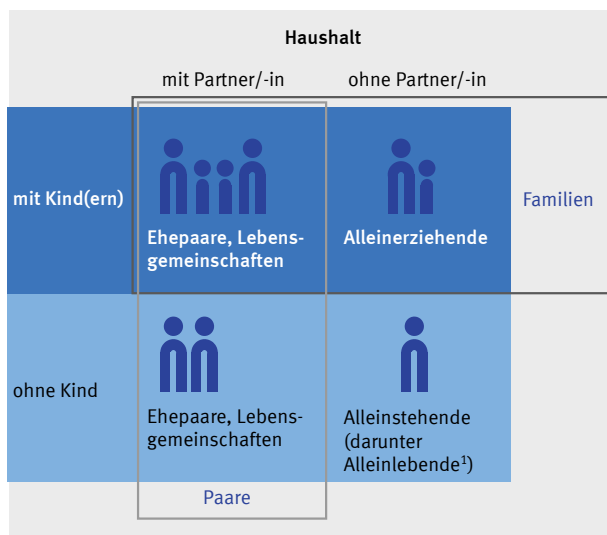 Haushalt
mit Partner/-in
ohne Partner/-in
mit Kind(ern)
Ehepaare, Lebens-
gemeinschaften
Alleinerziehende
Familien
ohne Kind
Ehepaare, Lebens-
gemeinschaften
Alleinstehende
(darunter
Alleinlebende¹)
Paare